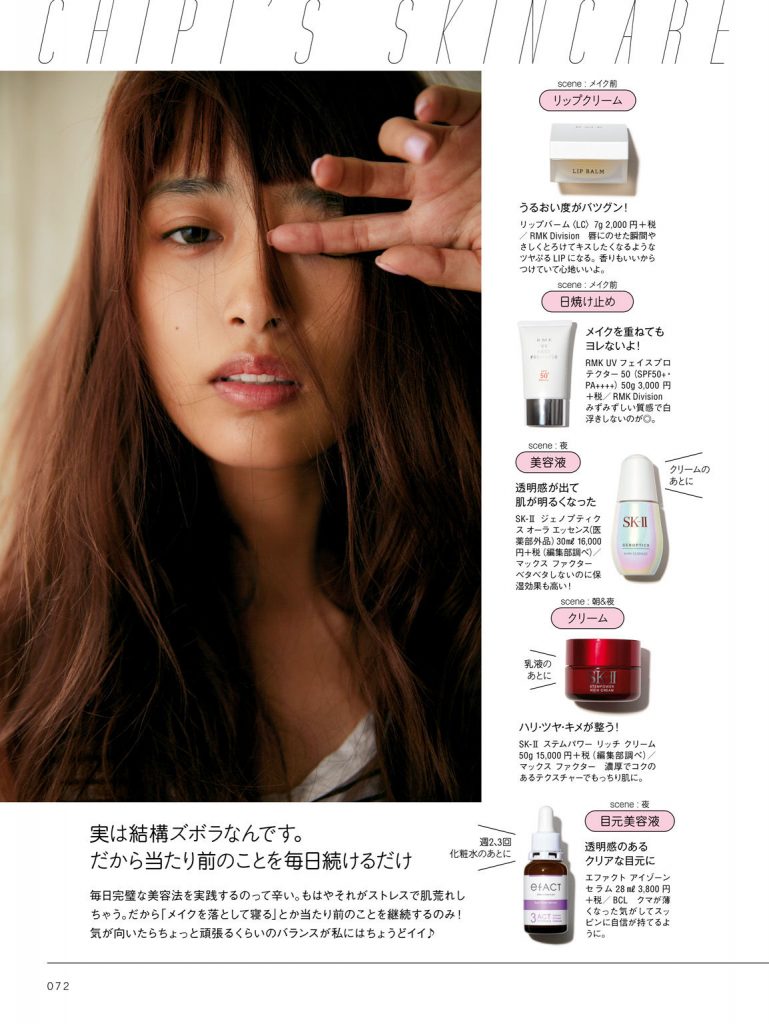 CHIPI'S SKINCARE
scene : メイク前
リップクリーム
LIP BALM
うるおい度がバツグン!
リップバーム (LC) 7g 2,000 円+税
/ RMK Division 唇にのせた瞬間や
さしくとろけてキスしたくなるような
ツヤぷるLIPになる。香りもいいから
つけていて心地いいよ。
scene : メイク前
日焼け止め
RMK
UV
50+
メイクを重ねても
ヨレないよ!
RMK UV フェイスプロ
テクター 50 (SPF50+・
PA++++) 50g 3,000 円
+税/ RMK Division
みずみずしい質感で白
浮きしないのが◎。
scene : 夜
美容液
クリームの
あとに
透明感が出て
肌が明るくなった
SK-II ジェノプティク
ス オーラ エッセンス(医
薬部外品) 30㎖ 16,000
円+税 (編集部調べ)/
マックス ファクター
ベタベタしないのに保
湿効果も高い!
SK-II
GENOPTICS
AURA ESSENCE
scene : 朝&夜
クリーム
乳液の
あとに
SK-II
STEMPOWER
RICH CREAM
ハリ・ツヤ・キメが整う!
SK-II ステムパワー リッチ クリーム
50g 15,000 円+税 (編集部調べ)/
マックス ファクター 濃厚でコクの
あるテクスチャーでもっちり肌に。
scene : 夜
目元美容液
週2、3回
化粧水のあとに
efACT
3 ACT
透明感のある
クリアな目元に
エファクト アイゾーン
セラム 28㎖ 3,800 円
+税/ BCL クマが薄
くなった気がしてスッ
ピンに自信が持てるよ
うに。
実は結構ズボラなんです。
だから当たり前のことを毎日続けるだけ
毎日完璧な美容法を実践するのって辛い。もはやそれがストレスで肌荒れし
ちゃう。だから「メイクを落として寝る」とか当たり前のことを継続するのみ!
気が向いたらちょっと頑張るくらいのバランスが私にはちょうどイイ♪
072